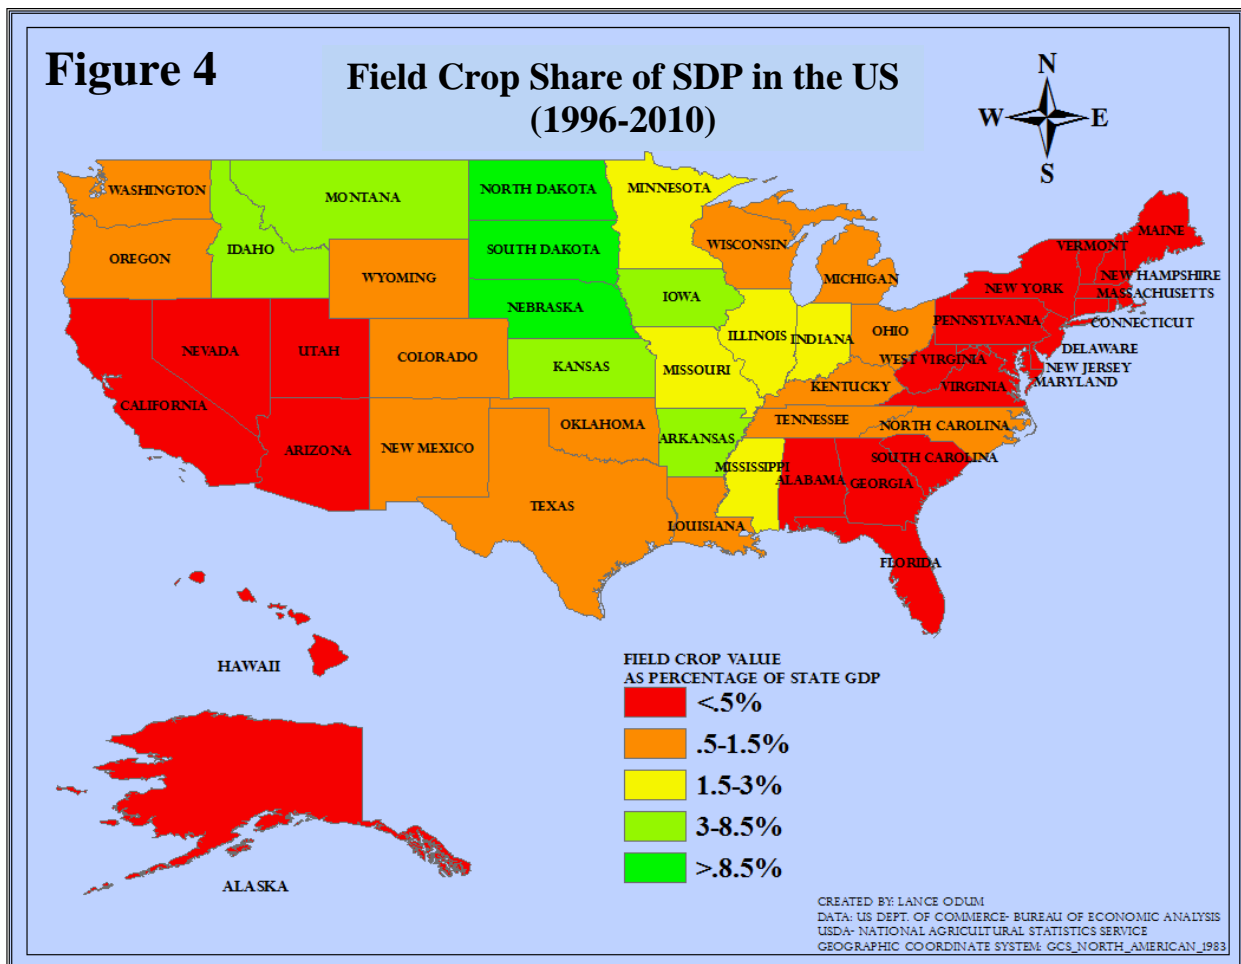 Figure 4
Field Crop Share of SDP in the US
(1996-2010)
N
W
E
S
WASHINGTON
MONTANA
NORTH DAKOTA
MINNESOTA
OREGON
IDAHO
WYOMING
SOUTH DAKOTA
WISCONSIN
MICHIGAN
MAINE
VERMONT
NEW HAMPSHIRE
NEW YORK
MASSACHUSETTS
CONNECTICUT
NEBRASKA
IOWA
ILLINOIS
INDIANA
OHIO
PENNSYLVANIA
DELAWARE
NEW JERSEY
MARYLAND
NEVADA
UTAH
COLORADO
KANSAS
MISSOURI
WEST VIRGINIA
VIRGINIA
KENTUCKY
CALIFORNIA
ARIZONA
NEW MEXICO
OKLAHOMA
ARKANSAS
TENNESSEE
NORTH CAROLINA
SOUTH CAROLINA
MISSISSIPPI
ALABAMA
GEORGIA
TEXAS
LOUISIANA
FLORIDA
HAWAII
ALASKA
FIELD CROP VALUE
AS PERCENTAGE OF STATE GDP
<.5%
.5-1.5%
1.5-3%
3-8.5%
>.8.5%
CREATED BY: LANCE ODUM
DATA: US DEPT. OF COMMERCE- BUREAU OF ECONOMIC ANALYSIS
USDA- NATIONAL AGRICULTURAL STATISTICS SERVICE
GEOGRAPHIC COORDINATE SYSTEM: GCS_NORTH_AMERICAN_1983